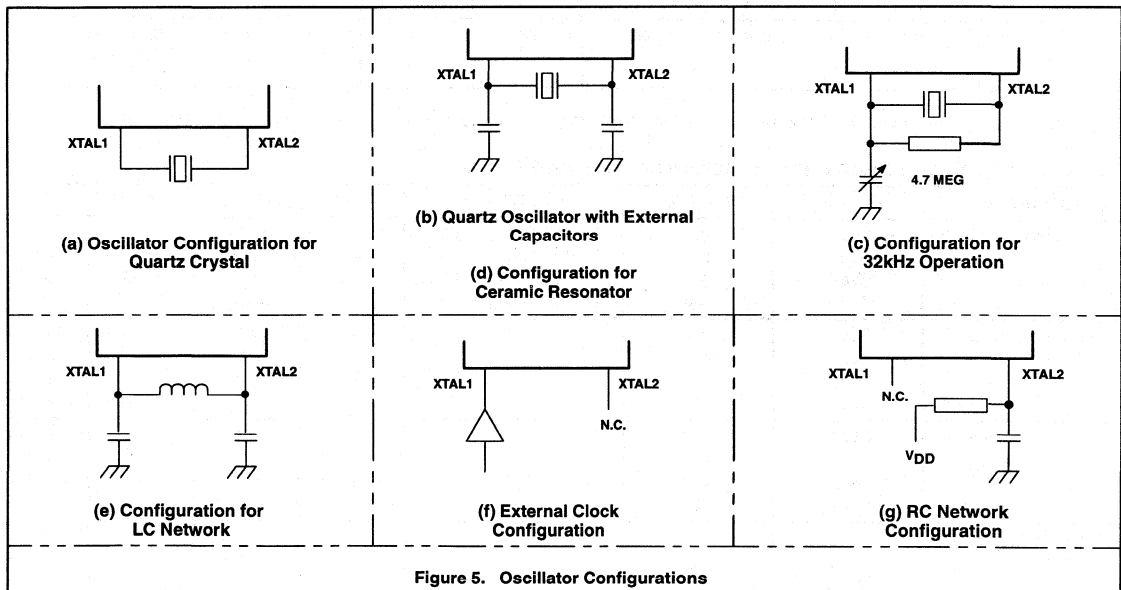 XTAL1
XTAL2
(a) Oscillator Configuration for
Quartz Crystal
XTAL1
XTAL2
(b) Quartz Oscillator with External
Capacitors
(d) Configuration for
Ceramic Resonator
XTAL1
XTAL2
4.7 MEG
(c) Configuration for
32kHz Operation
XTAL1
XTAL2
(e) Configuration for
LC Network
XTAL1
XTAL2
N.C.
(f) External Clock
Configuration
XTAL1
XTAL2
N.C.
VDD
(g) RC Network
Configuration
Figure 5. Oscillator Configurations